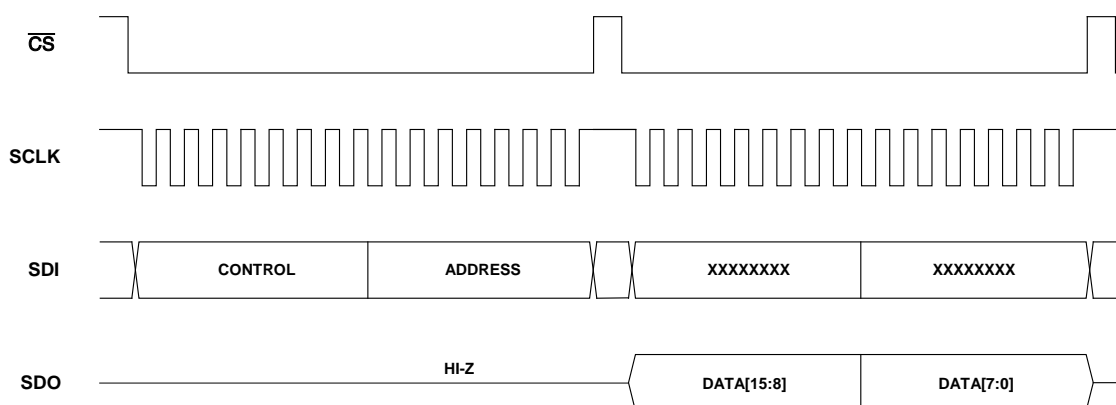 CS
SCLK
SDI
CONTROL
ADDRESS
XXXXXXXX
XXXXXXXX
SDO
HI-Z
DATA[15:8]
DATA[7:0]